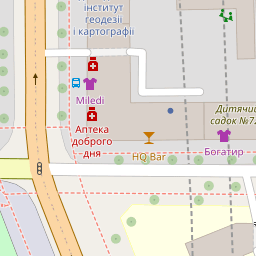 інститут
геодезії
і картографії
Miledi
Аптека
доброго
дня
HQ Bar
Дитячий
садок №7
Богатир